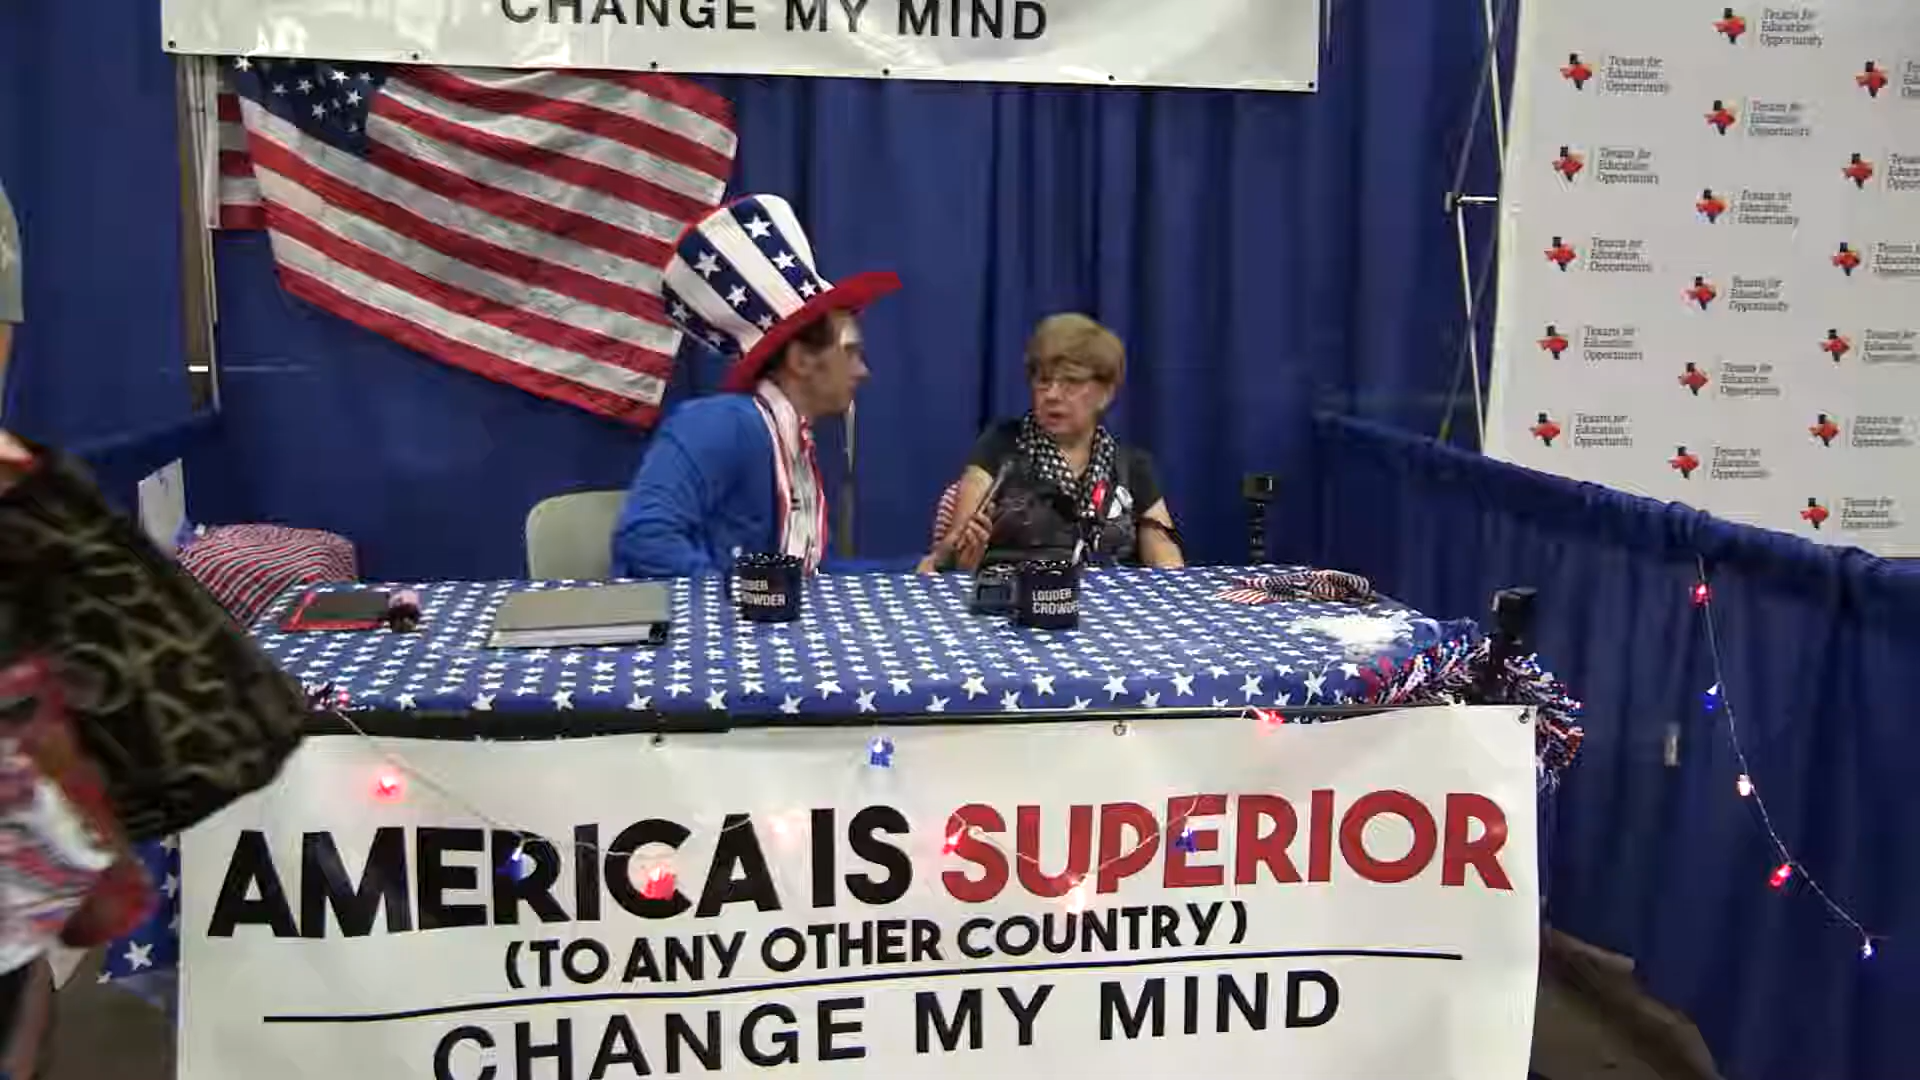 CHANGE MY MIND
Texans for
Education
Opportunity
LOUDER
CROWDER
LOUDER
CROWDER
AMERICA IS SUPERIOR
(TO ANY OTHER COUNTRY)
CHANGE MY MIND